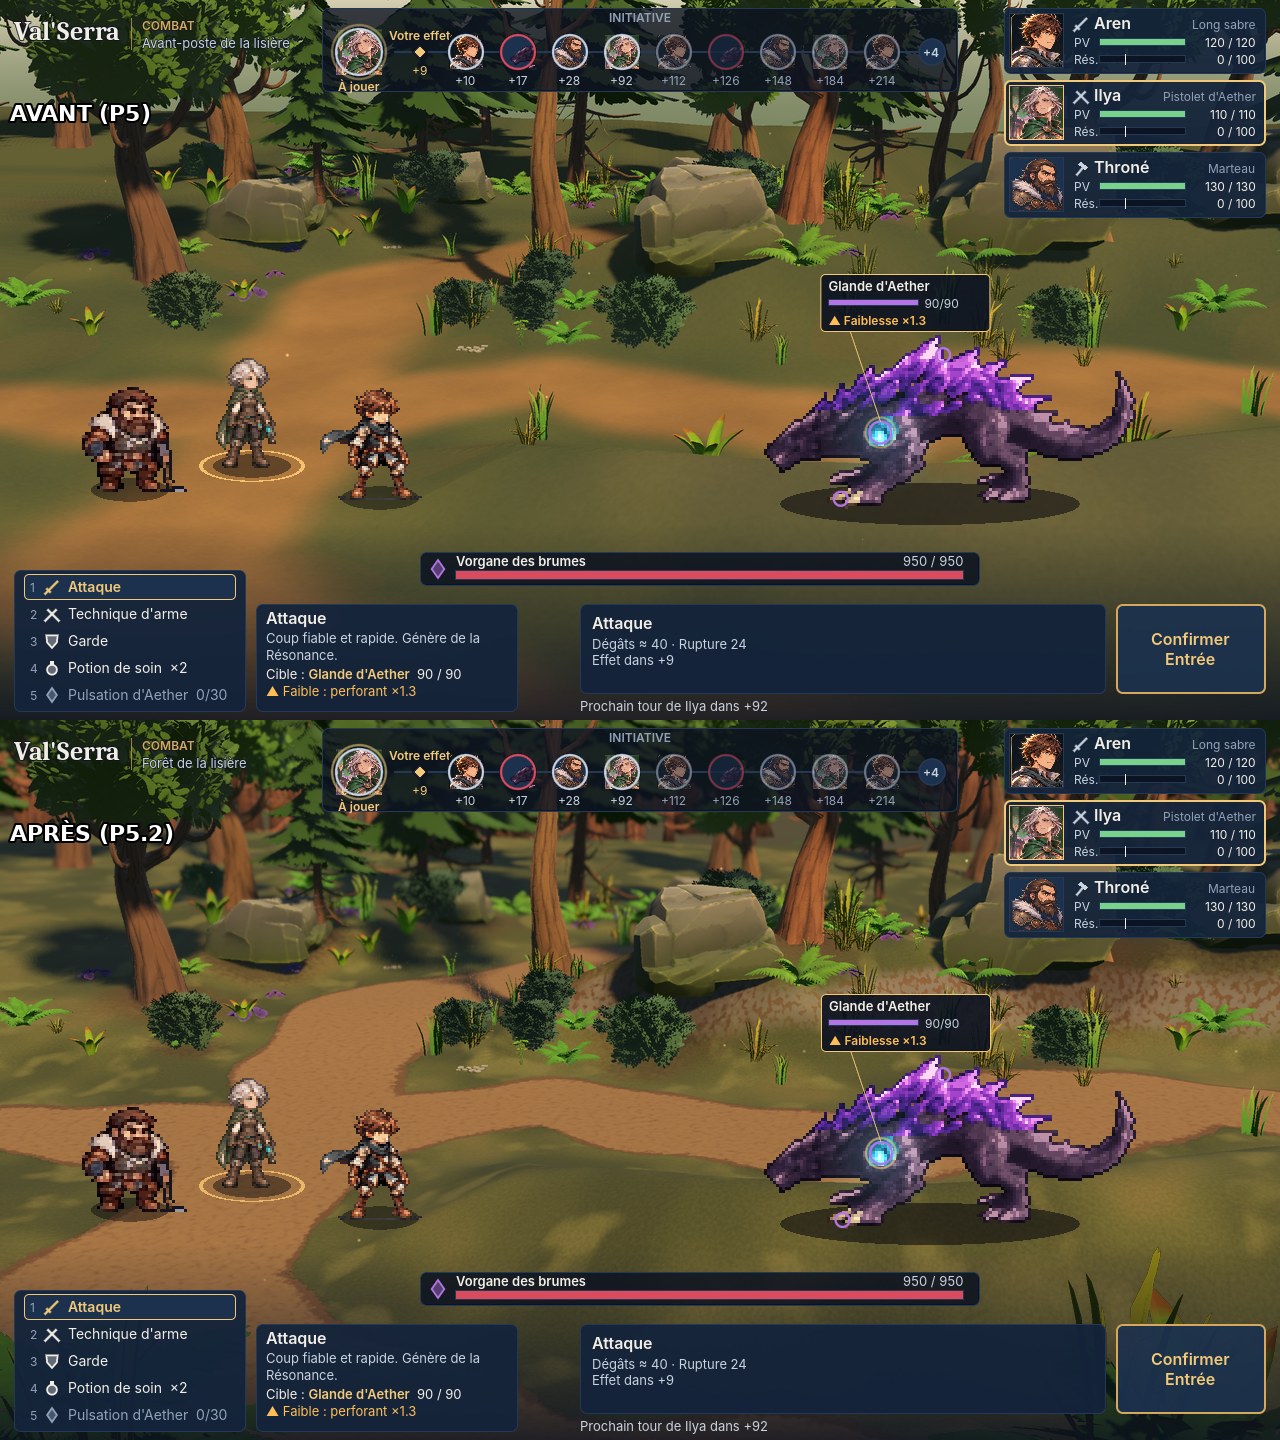 Val'Serra
COMBAT
Avant-poste de la lisière
AVANT (P5)
INITIATIVE
Votre effet
À jouer
+9
+10
+17
+28
+92
+112
+126
+148
+184
+214
+4
Aren
Long sabre
PV 120 / 120
Rés. 0 / 100
Ilya
Pistolet d'Aether
PV 110 / 110
Rés. 0 / 100
Throné
Marteau
PV 130 / 130
Rés. 0 / 100
Glande d'Aether
90/90
▲ Faiblesse ×1.3
Vorgane des brumes
950 / 950
1 Attaque
2 Technique d'arme
3 Garde
4 Potion de soin ×2
5 Pulsation d'Aether 0/30
Attaque
Coup fiable et rapide. Génère de la
Résonance.
Cible : Glande d'Aether 90 / 90
▲ Faible : perforant ×1.3
Attaque
Dégâts ≈ 40 · Rupture 24
Effet dans +9
Prochain tour de Ilya dans +92
Confirmer
Entrée
Val'Serra
COMBAT
Forêt de la lisière
APRÈS (P5.2)
INITIATIVE
Votre effet
À jouer
+9
+10
+17
+28
+92
+112
+126
+148
+184
+214
+4
Aren
Long sabre
PV 120 / 120
Rés. 0 / 100
Ilya
Pistolet d'Aether
PV 110 / 110
Rés. 0 / 100
Throné
Marteau
PV 130 / 130
Rés. 0 / 100
Glande d'Aether
90/90
▲ Faiblesse ×1.3
Vorgane des brumes
950 / 950
1 Attaque
2 Technique d'arme
3 Garde
4 Potion de soin ×2
5 Pulsation d'Aether 0/30
Attaque
Coup fiable et rapide. Génère de la
Résonance.
Cible : Glande d'Aether 90 / 90
▲ Faible : perforant ×1.3
Attaque
Dégâts ≈ 40 · Rupture 24
Effet dans +9
Prochain tour de Ilya dans +92
Confirmer
Entrée